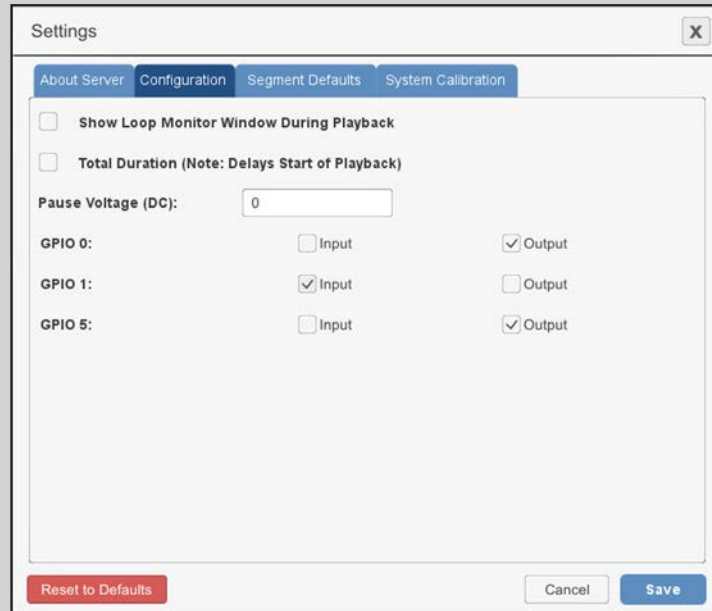 Settings
X
About Server Configuration Segment Defaults System Calibration
Show Loop Monitor Window During Playback
Total Duration (Note: Delays Start of Playback)
Pause Voltage (DC): 0
GPIO 0: Input Output
GPIO 1: Input Output
GPIO 5: Input Output
Reset to Defaults Cancel Save